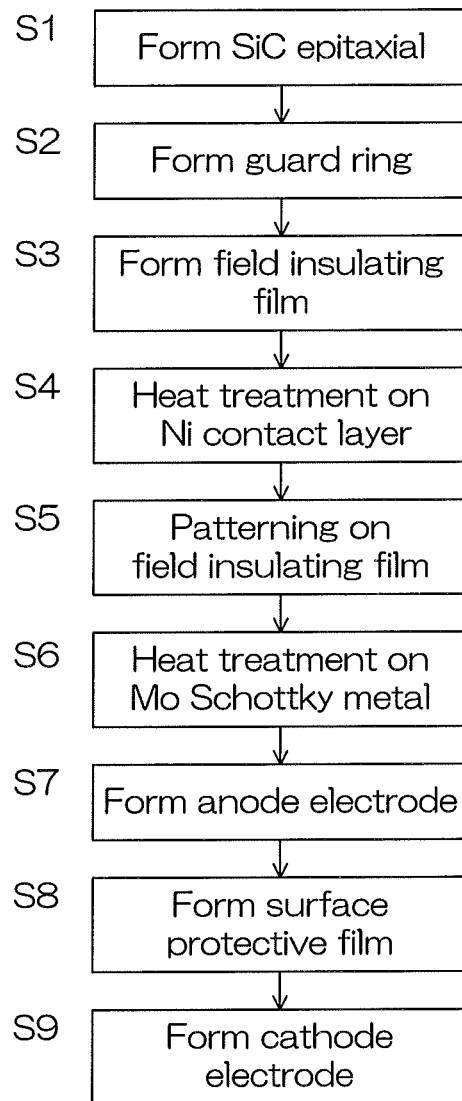 S1
Form SiC epitaxial
S2
Form guard ring
S3
Form field insulating
film
S4
Heat treatment on
Ni contact layer
S5
Patterning on
field insulating film
S6
Heat treatment on
Mo Schottky metal
S7
Form anode electrode
S8
Form surface
protective film
S9
Form cathode
electrode